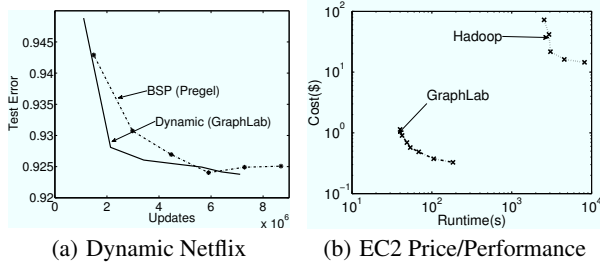 0.945
0.94
0.935
0.93
0.925
0.92
Test Error
BSP (Pregel)
Dynamic (GraphLab)
0 2 4 6 8
Updates
x 10^6
(a) Dynamic Netflix
10^2
10^1
10^0
10^-1
Cost($)
Hadoop
GraphLab
10^1 10^2 10^3 10^4
Runtime(s)
(b) EC2 Price/Performance